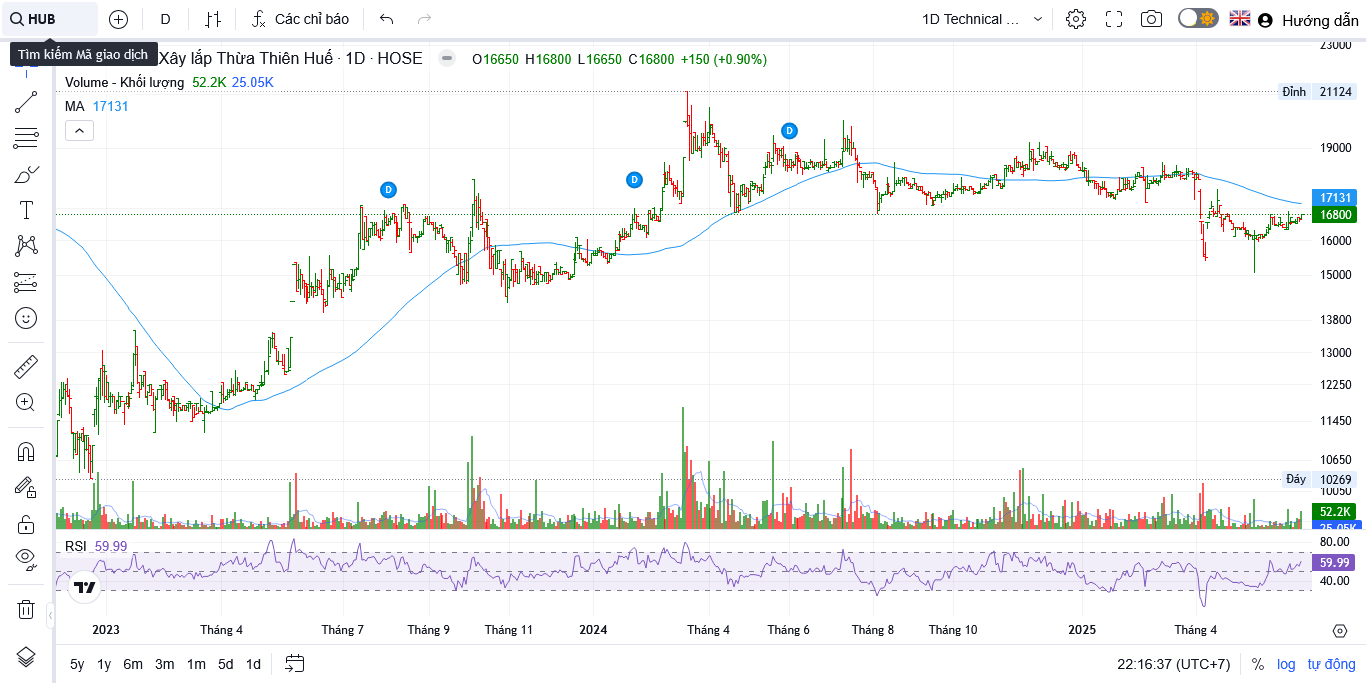 HUB
D
Các chỉ báo
1D Technical ...
Hướng dẫn
Tìm kiếm Mã giao dịch
Xây lắp Thừa Thiên Huế · 1D · HOSE
O16650 H16800 L16650 C16800 +150 (+0.90%)
Volume - Khối lượng 52.2K 25.05K
MA 17131
23000
Đỉnh 21124
D
D
D
19000
17131
16800
16000
15000
13800
13000
12250
11450
10650
Đáy 10269
10050
52.2K
25.05K
RSI 59.99
80.00
59.99
40.00
2023 Tháng 4 Tháng 7 Tháng 9 Tháng 11 2024 Tháng 4 Tháng 6 Tháng 8 Tháng 10 2025 Tháng 4
5y 1y 6m 3m 1m 5d 1d
22:16:37 (UTC+7) % log tự động